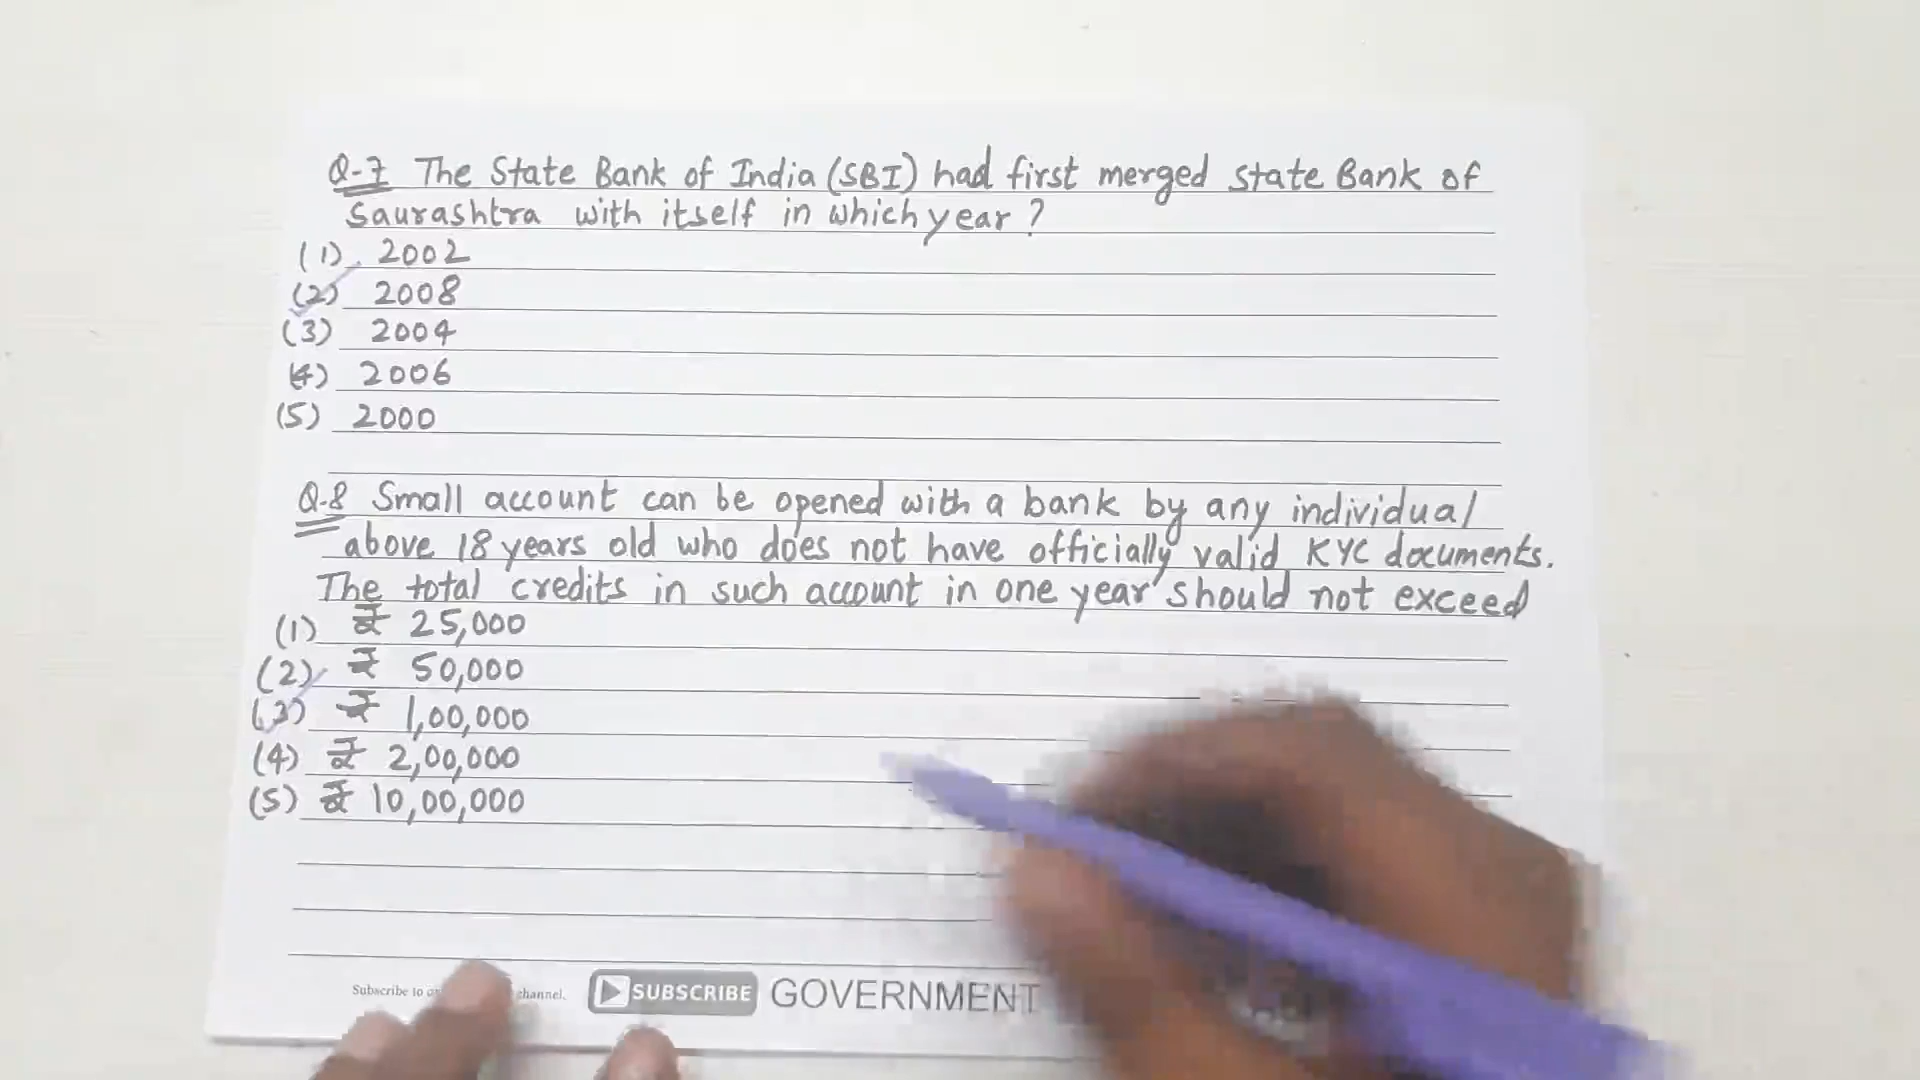 Q-7 The State Bank of India (SBI) had first merged State Bank of
Saurashtra with itself in which year?
(1) 2002
(2) 2008
(3) 2004
(4) 2006
(5) 2000
Q-8 Small account can be opened with a bank by any individual
above 18 years old who does not have officially valid KYC documents.
The total credits in such account in one year should not exceed
(1) ₹ 25,000
(2) ₹ 50,000
(3) ₹ 1,00,000
(4) ₹ 2,00,000
(5) ₹ 10,00,000
Subscribe to channel. SUBSCRIBE GOVERNMENT